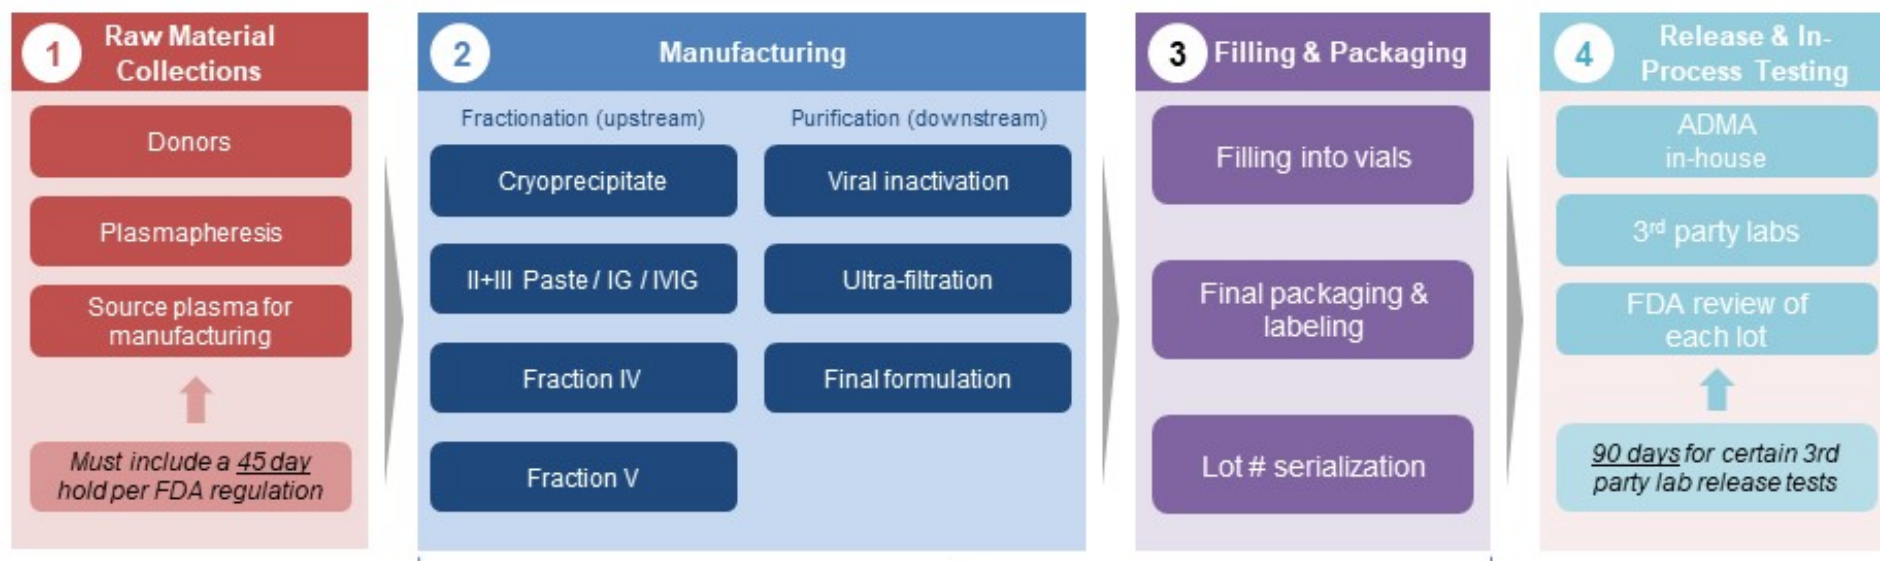 1
Raw Material
Collections
Donors
Plasmapheresis
Source plasma for
manufacturing
Must include a 45 day
hold per FDA regulation
2
Manufacturing
Fractionation (upstream)
Cryoprecipitate
II+III Paste / IG / IVIG
Fraction IV
Fraction V
Purification (downstream)
Viral inactivation
Ultra-filtration
Final formulation
3
Filling & Packaging
Filling into vials
Final packaging &
labeling
Lot # serialization
4
Release & In-
Process Testing
ADMA
in-house
3rd party labs
FDA review of
each lot
90 days for certain 3rd
party lab release tests